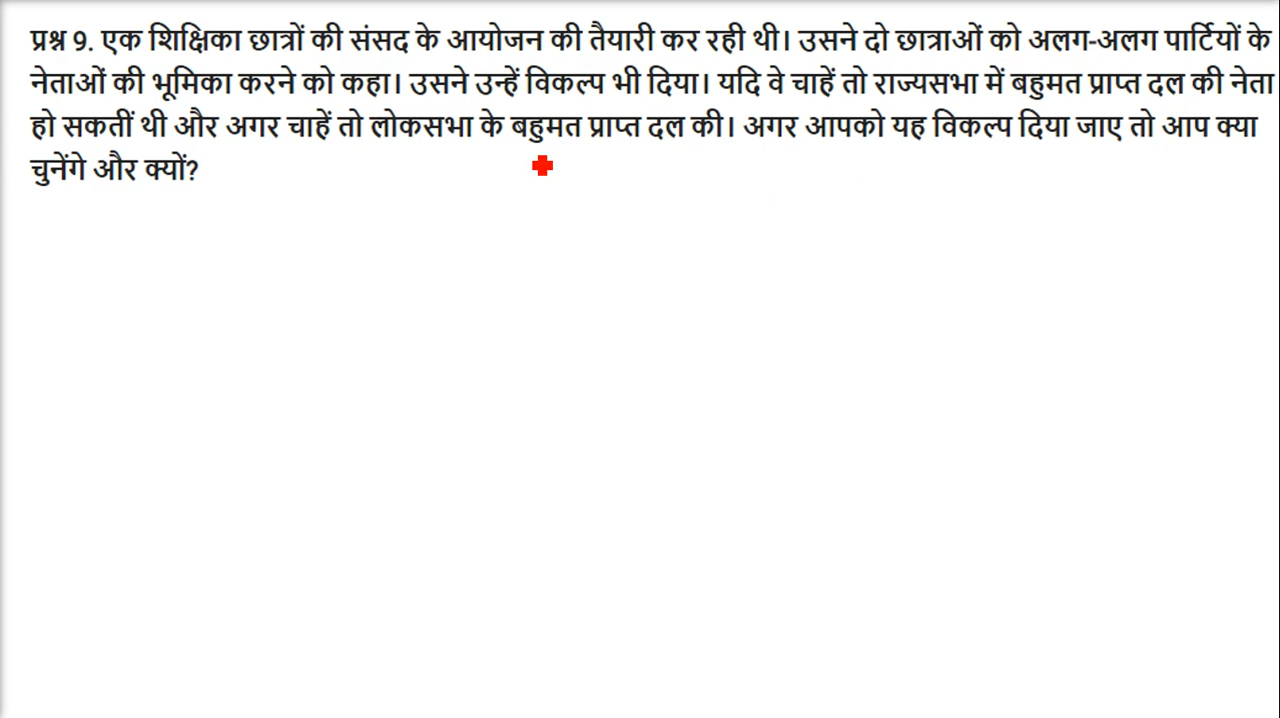 प्रश्न 9. एक शिक्षिका छात्रों की संसद के आयोजन की तैयारी कर रही थी। उसने दो छात्राओं को अलग-अलग पार्टियों के
नेताओं की भूमिका करने को कहा। उसने उन्हें विकल्प भी दिया। यदि वे चाहें तो राज्यसभा में बहुमत प्राप्त दल की नेता
हो सकतीं थी और अगर चाहें तो लोकसभा के बहुमत प्राप्त दल की। अगर आपको यह विकल्प दिया जाए तो आप क्या
चुनेंगे और क्यों?